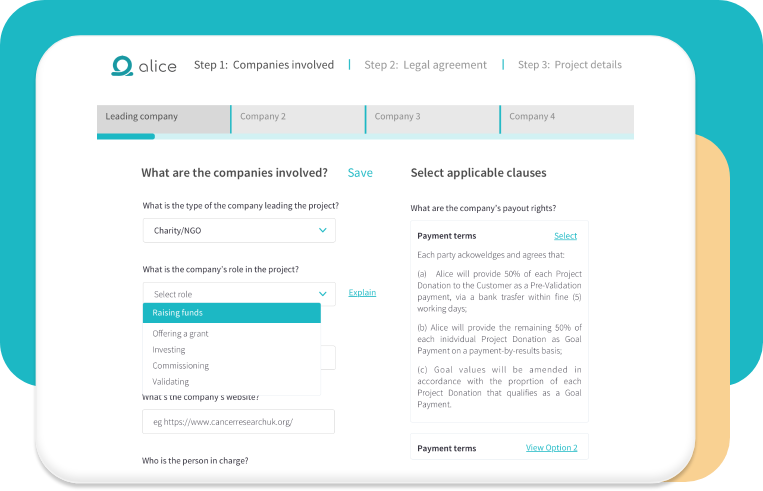 alice
Step 1: Companies involved | Step 2: Legal agreement | Step 3: Project details
Leading company
Company 2
Company 3
Company 4
What are the companies involved?
Save
What is the type of the company leading the project?
Charity/NGO
What is the company's role in the project?
Select role
Explain
Raising funds
Offering a grant
Investing
Commissioning
Validating
What's the company's website?
eg https://www.cancerresearchuk.org/
Who is the person in charge?
Select applicable clauses
What are the company's payout rights?
Payment terms
Select
Each party ackoweldges and agrees that:
(a) Alice will provide 50% of each Project
Donation to the Customer as a Pre-Validation
payment, via a bank trasfer within fine (5)
working days;
(b) Alice will provide the remaining 50% of
each inidvidual Project Donation as Goal
Payment on a payment-by-results basis;
(c) Goal values will be amended in
accordance with the proprtion of each
Project Donation that qualifies as a Goal
Payment.
Payment terms
View Option 2